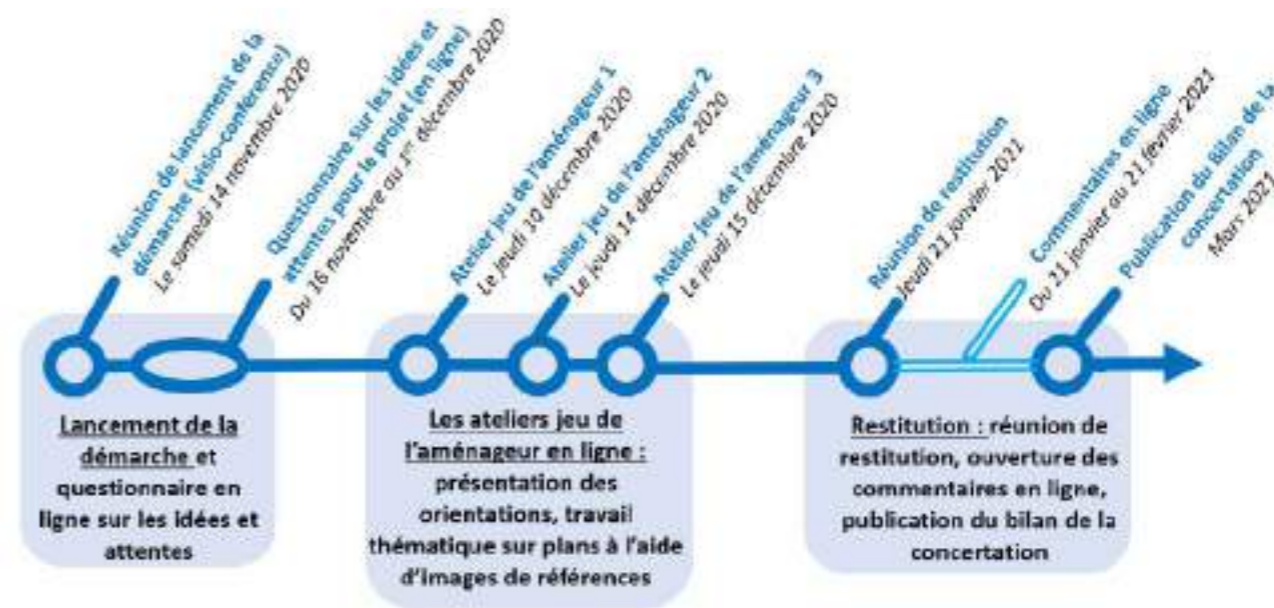 Réunion de lancement de la
démarche (visio-conférence)
Le samedi 14 novembre 2020
Questionnaire sur les idées et
attentes pour le projet (en ligne)
Du 16 novembre au 1er décembre 2020
Atelier jeu de l'aménageur 1
Le jeudi 10 décembre 2020
Atelier jeu de l'aménageur 2
Le jeudi 14 décembre 2020
Atelier jeu de l'aménageur 3
Le jeudi 15 décembre 2020
Réunion de restitution
Jeudi 21 janvier 2021
Commentaires en ligne
Du 21 janvier au 21 février 2021
Publication du Bilan de la
concertation
Mars 2021
Lancement de la
démarche et
questionnaire en
ligne sur les idées et
attentes
Les ateliers jeu de
l'aménageur en ligne :
présentation des
orientations, travail
thématique sur plans à l'aide
d'images de références
Restitution : réunion de
restitution, ouverture des
commentaires en ligne,
publication du bilan de la
concertation